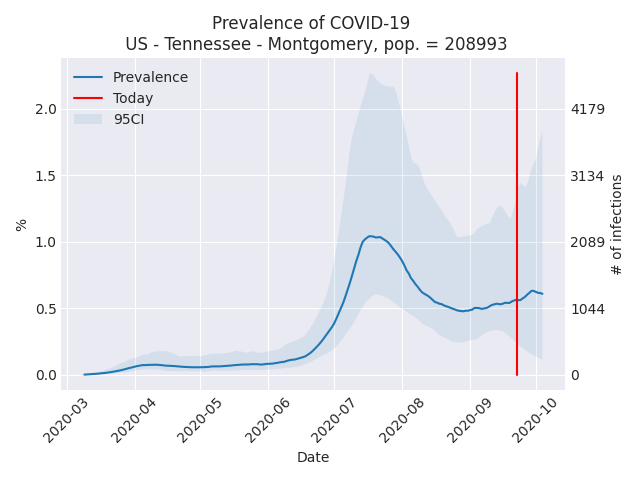 Prevalence of COVID-19
US - Tennessee - Montgomery, pop. = 208993
Prevalence
Today
95CI
2.0
1.5
1.0
0.5
0.0
%
4179
3134
2089
1044
0
# of infections
2020-03
2020-04
2020-05
2020-06
2020-07
2020-08
2020-09
2020-10
Date